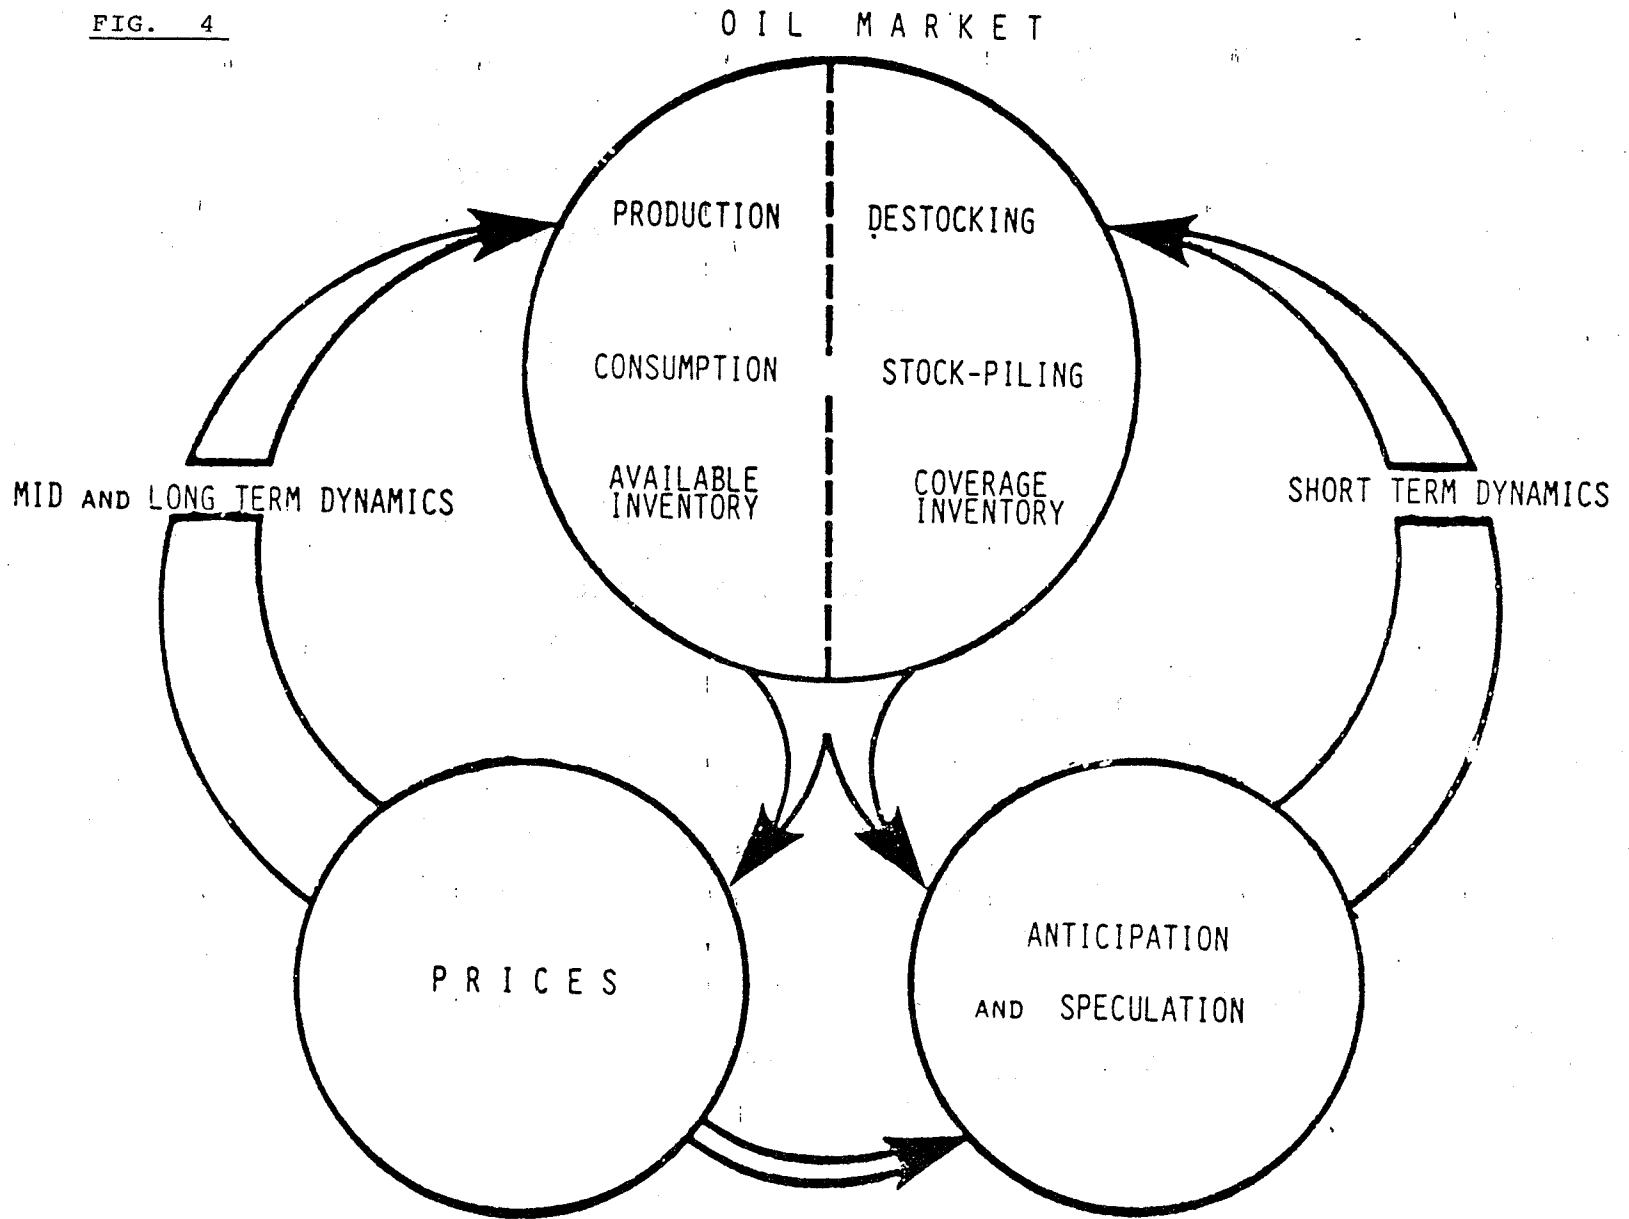 FIG. 4
OIL MARKET
PRODUCTION
DESTOCKING
CONSUMPTION
STOCK-PILING
AVAILABLE
INVENTORY
COVERAGE
INVENTORY
MID AND LONG TERM DYNAMICS
SHORT TERM DYNAMICS
PRICES
ANTICIPATION
AND SPECULATION